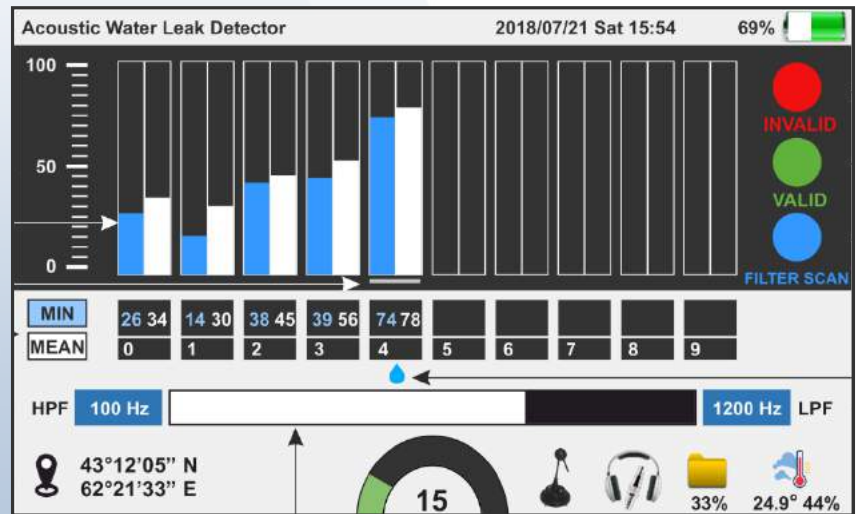 Acoustic Water Leak Detector 2018/07/21 Sat 15:54 69%
100
50
0
INVALID
VALID
FILTER SCAN
MIN 26 34 14 30 38 45 39 56 74 78
MEAN 0 1 2 3 4 5 6 7 8 9
HPF 100 Hz 1200 Hz LPF
43°12'05” N
62°21'33” E
15
33% 24.9° 44%